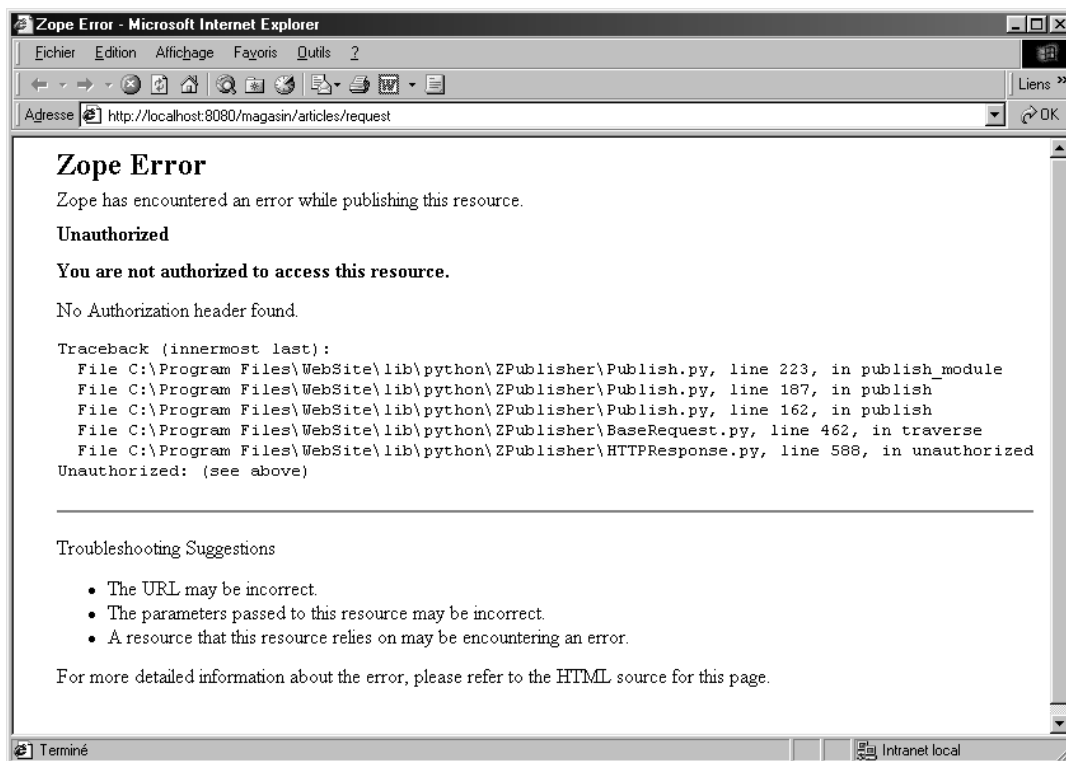 Zope Error - Microsoft Internet Explorer
Fichier Edition Affichage Favoris Outils ?
Liens »
Adresse http://localhost:8080/magasin/articles/request OK
Zope Error
Zope has encountered an error while publishing this resource.
Unauthorized
You are not authorized to access this resource.
No Authorization header found.
Traceback (innermost last):
File C:\Program Files\WebSite\lib\python\ZPublisher\Publish.py, line 223, in publish_module
File C:\Program Files\WebSite\lib\python\ZPublisher\Publish.py, line 187, in publish
File C:\Program Files\WebSite\lib\python\ZPublisher\Publish.py, line 162, in publish
File C:\Program Files\WebSite\lib\python\ZPublisher\BaseRequest.py, line 462, in traverse
File C:\Program Files\WebSite\lib\python\ZPublisher\HTTPResponse.py, line 588, in unauthorized
Unauthorized: (see above)
Troubleshooting Suggestions
• The URL may be incorrect.
• The parameters passed to this resource may be incorrect.
• A resource that this resource relies on may be encountering an error.
For more detailed information about the error, please refer to the HTML source for this page.
Terminé Intranet local